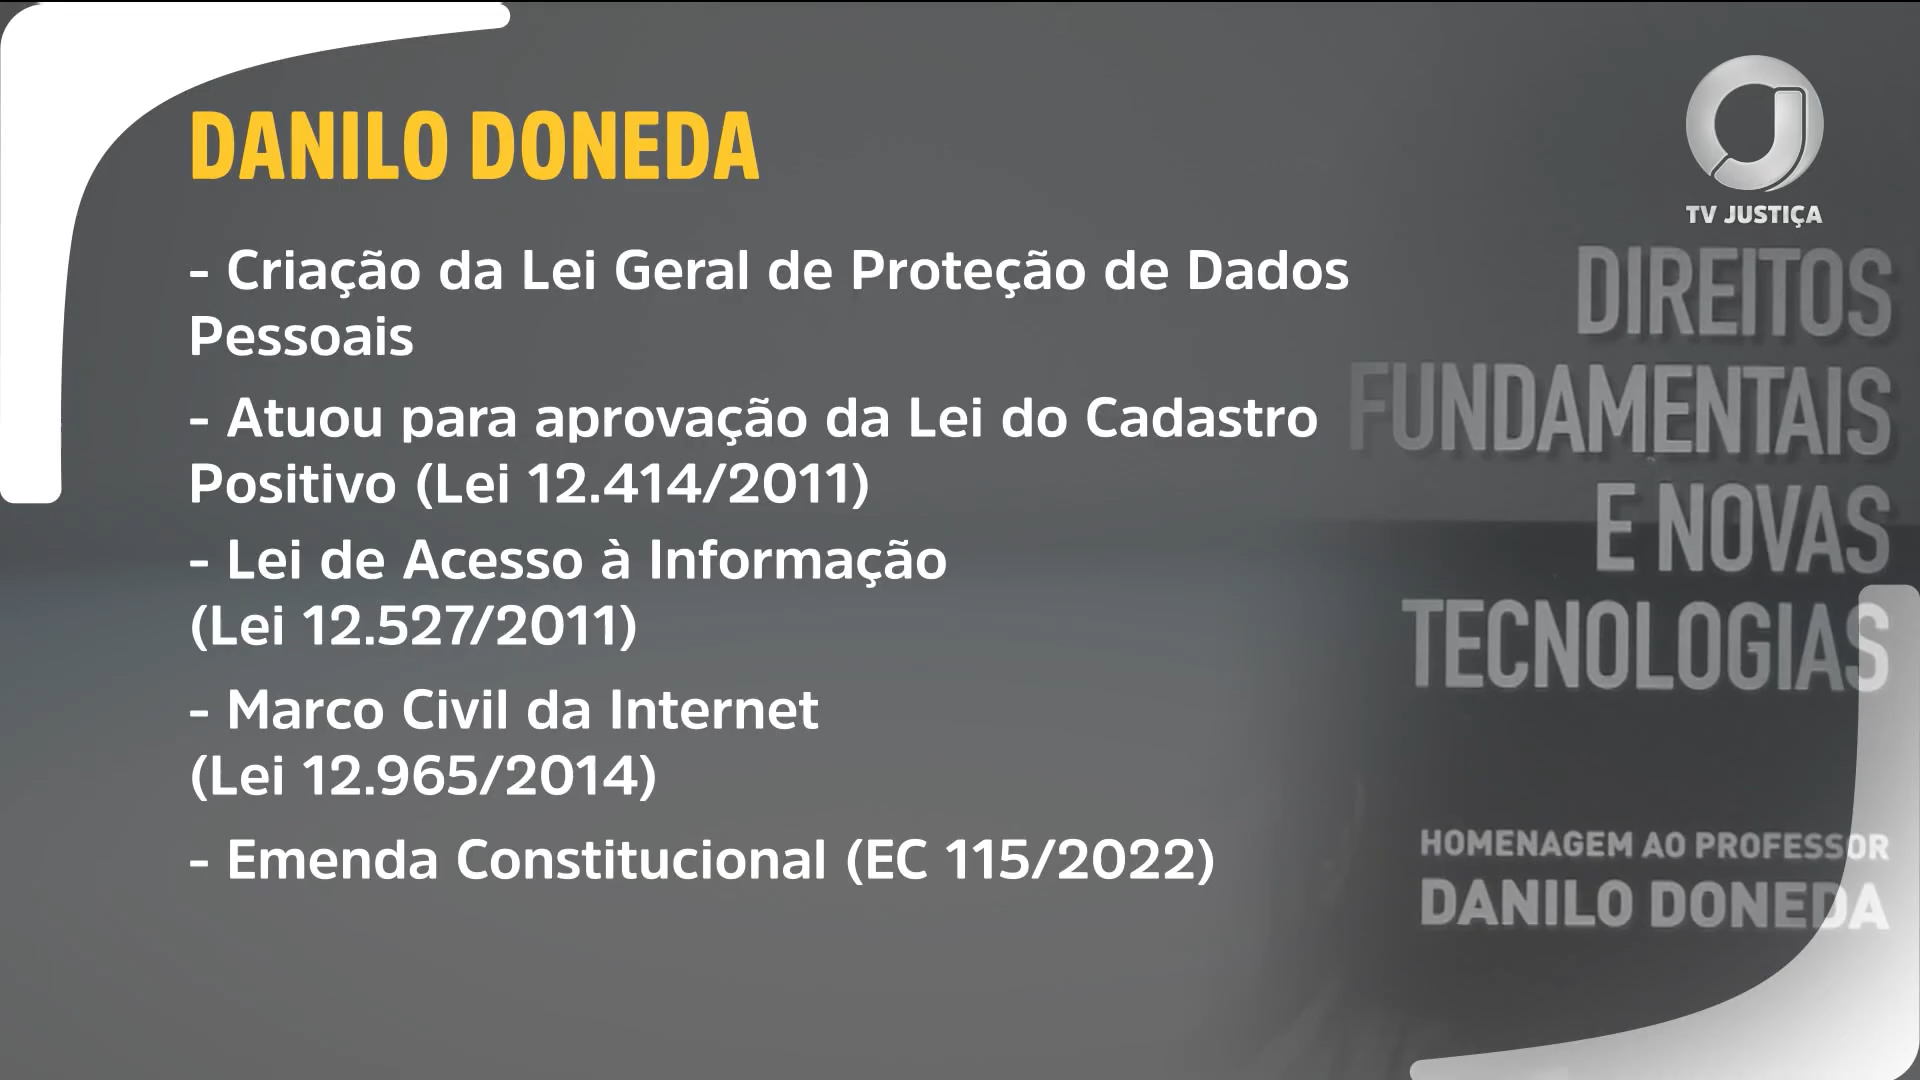 DANILO DONEDA
- Criação da Lei Geral de Proteção de Dados
Pessoais
- Atuou para aprovação da Lei do Cadastro
Positivo (Lei 12.414/2011)
- Lei de Acesso à Informação
(Lei 12.527/2011)
- Marco Civil da Internet
(Lei 12.965/2014)
- Emenda Constitucional (EC 115/2022)
TV JUSTIÇA
DIREITOS
FUNDAMENTAIS
E NOVAS
TECNOLOGIAS
HOMENAGEM AO PROFESSOR
DANILO DONEDA